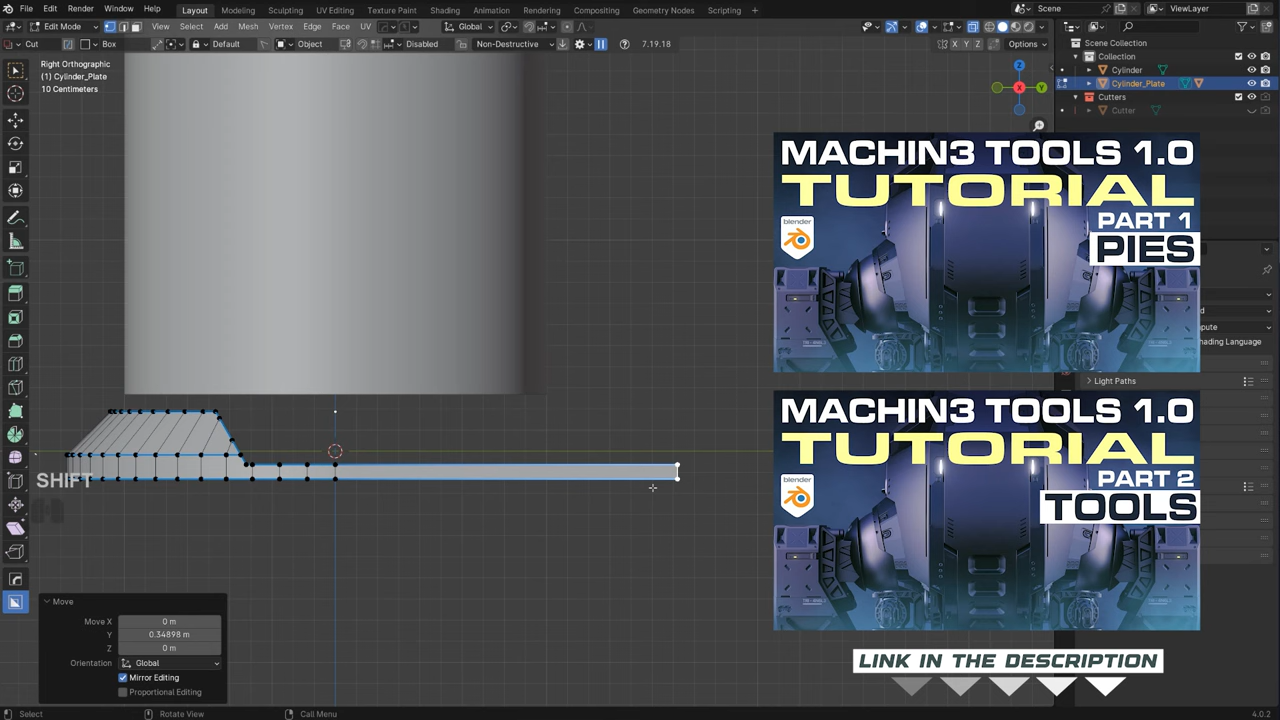 File Edit Render Window Help Layout Modeling Sculpting UV Editing Texture Paint Shading Animation Rendering Compositing Geometry Nodes Scripting Scene ViewLayer
Edit Mode View Select Add Mesh Vertex Edge Face UV Global
Cut Box Default Object Disabled Non-Destructive 7.19.18 X Y Z Options
Right Orthographic
(1) Cylinder_Plate
10 Centimeters
Scene Collection
Collection
Cylinder
Cylinder_Plate
Cutters
Cutter
Z
X
Y
MACHIN3 TOOLS 1.0
TUTORIAL
PART 1
PIES
blender
Shading Language
Light Paths
MACHIN3 TOOLS 1.0
TUTORIAL
PART 2
TOOLS
blender
SHIFT
Move
Move X 0 m
Y 0.34898 m
Z 0 m
Orientation Global
Mirror Editing
Proportional Editing
LINK IN THE DESCRIPTION
Select Rotate View Call Menu 4.0.2